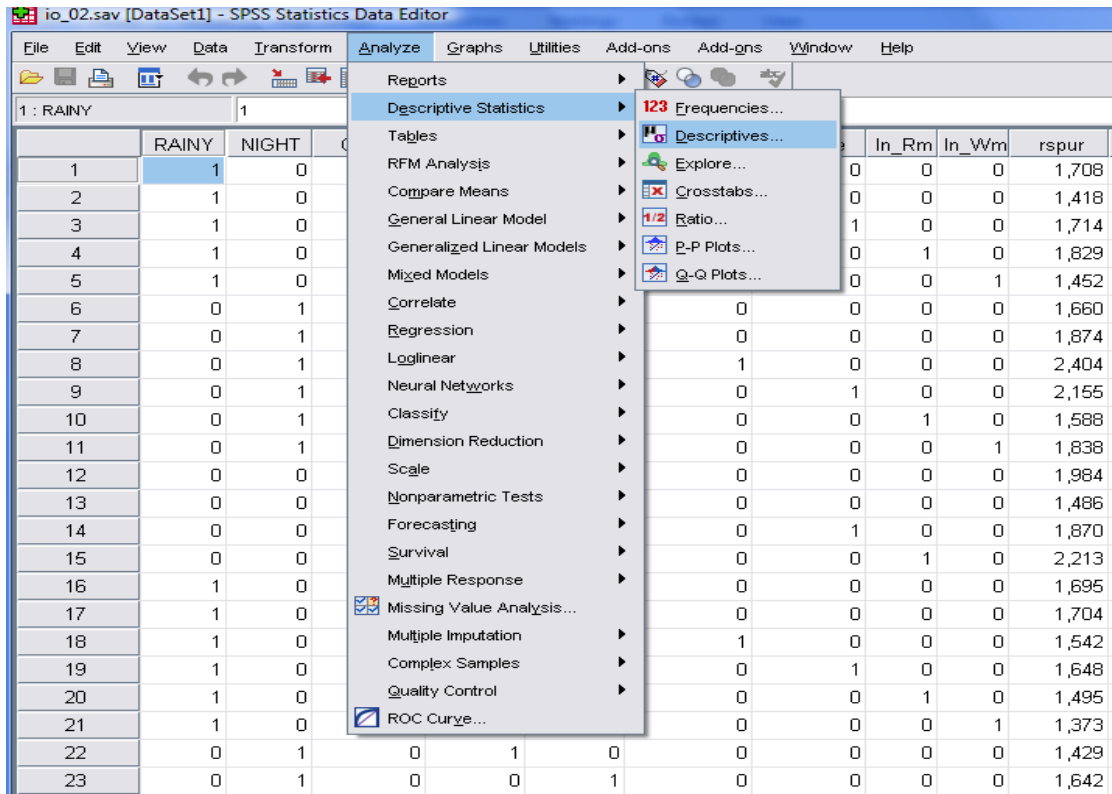 io_02.sav [DataSet1] - SPSS Statistics Data Editor
File Edit View Data Transform Analyze Graphs Utilities Add-ons Add-ons Window Help
1 : RAINY 1
Reports
Descriptive Statistics
Tables
RFM Analysis
Compare Means
General Linear Model
Generalized Linear Models
Mixed Models
Correlate
Regression
Loglinear
Neural Networks
Classify
Dimension Reduction
Scale
Nonparametric Tests
Forecasting
Survival
Multiple Response
Missing Value Analysis...
Multiple Imputation
Complex Samples
Quality Control
ROC Curve...
123 Frequencies...
Descriptives...
Explore...
Crosstabs...
1/2 Ratio...
P-P Plots...
Q-Q Plots...
RAINY NIGHT In_Rm In_Wm rspur
1 1 0 0 0 0 1,708
2 1 0 0 0 0 1,418
3 1 0 1 0 0 1,714
4 1 0 0 1 0 1,829
5 1 0 0 0 1 1,452
6 0 1 0 0 0 0 1,660
7 0 1 0 0 0 0 1,874
8 0 1 1 0 0 0 2,404
9 0 1 0 1 0 0 2,155
10 0 1 0 0 1 0 1,588
11 0 1 0 0 0 1 1,838
12 0 0 0 0 0 0 1,984
13 0 0 0 0 0 0 1,486
14 0 0 0 1 0 0 1,870
15 0 0 0 0 1 0 2,213
16 1 0 0 0 0 0 1,695
17 1 0 0 0 0 0 1,704
18 1 0 1 0 0 0 1,542
19 1 0 0 1 0 0 1,648
20 1 0 0 0 1 0 1,495
21 1 0 0 0 0 1 1,373
22 0 1 0 1 0 0 0 0 0 1,429
23 0 1 0 0 1 0 0 0 0 1,642